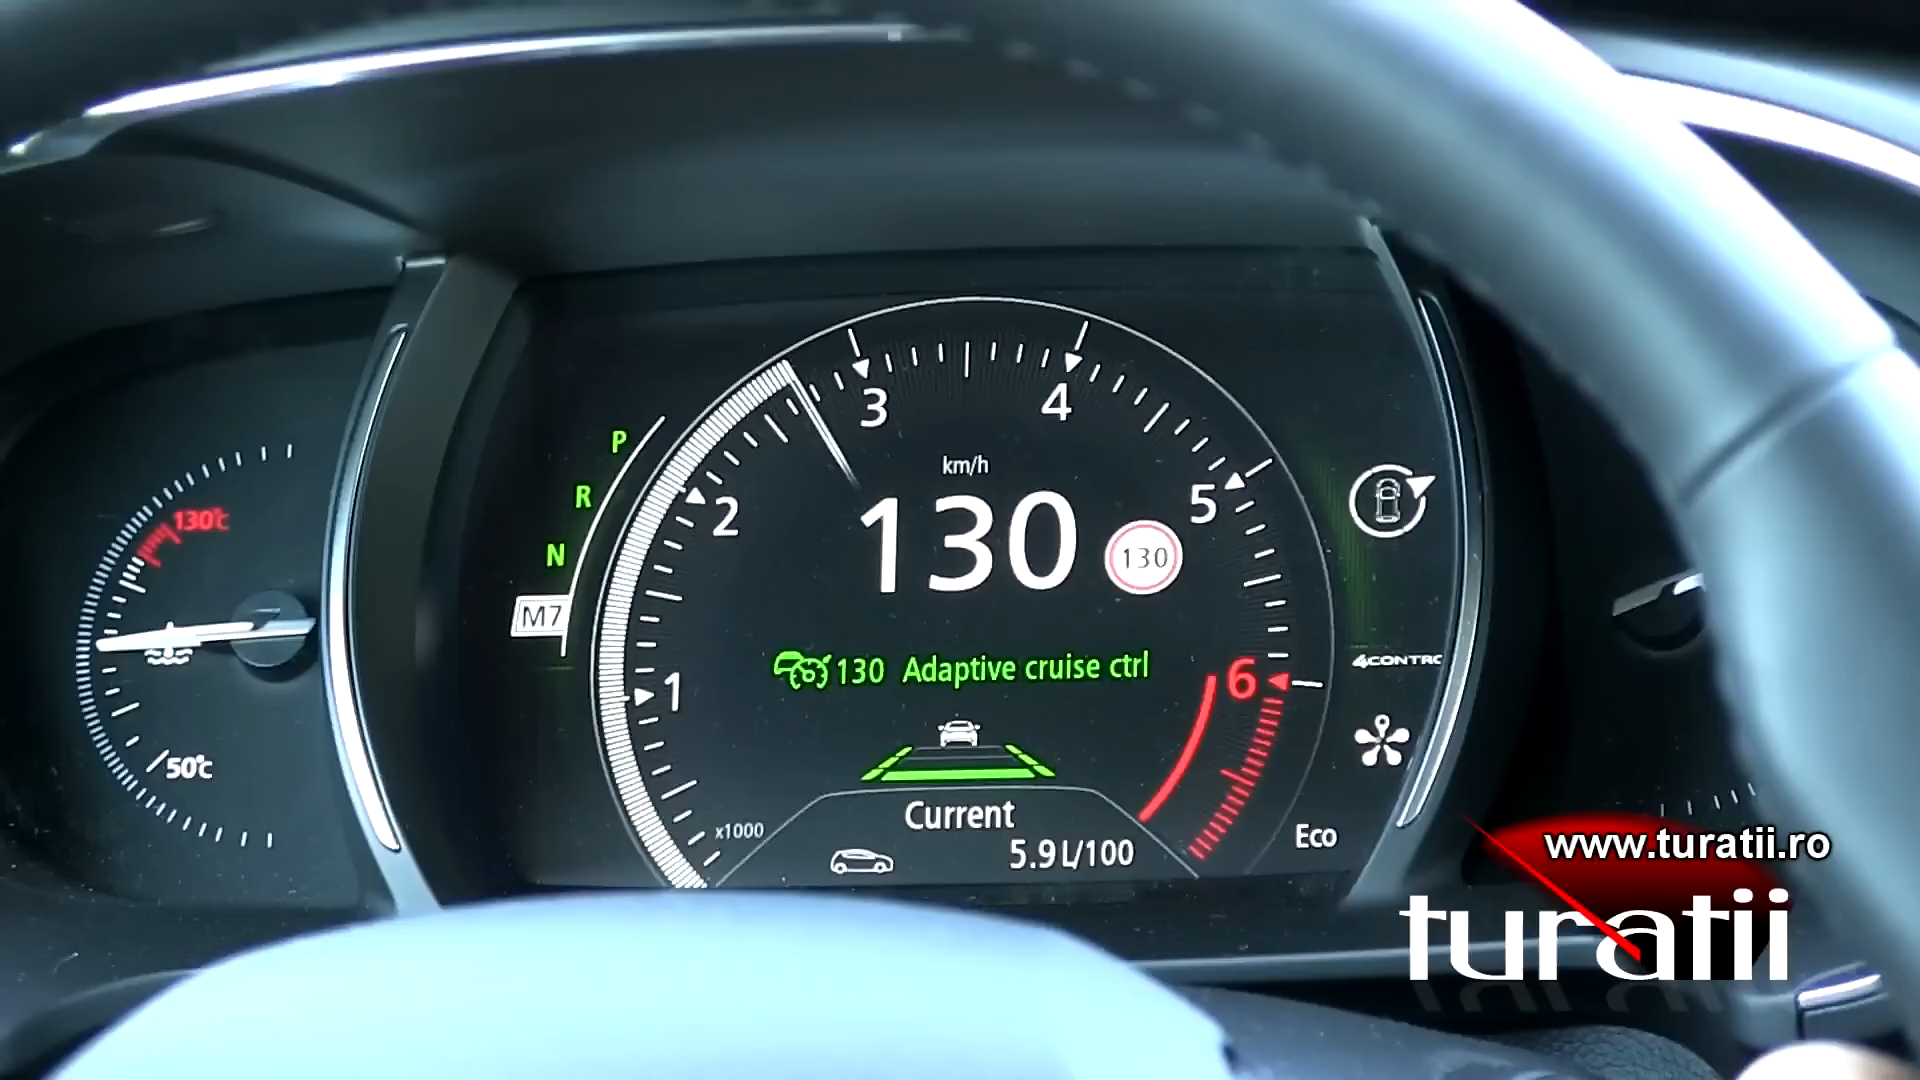 3
4
km/h
P
R
2
130
130
5
N
130℃
M7
1
130 Adaptive cruise ctrl
6
50℃
x1000
Current
5.9 L/100
Eco
www.turatii.ro
turatii